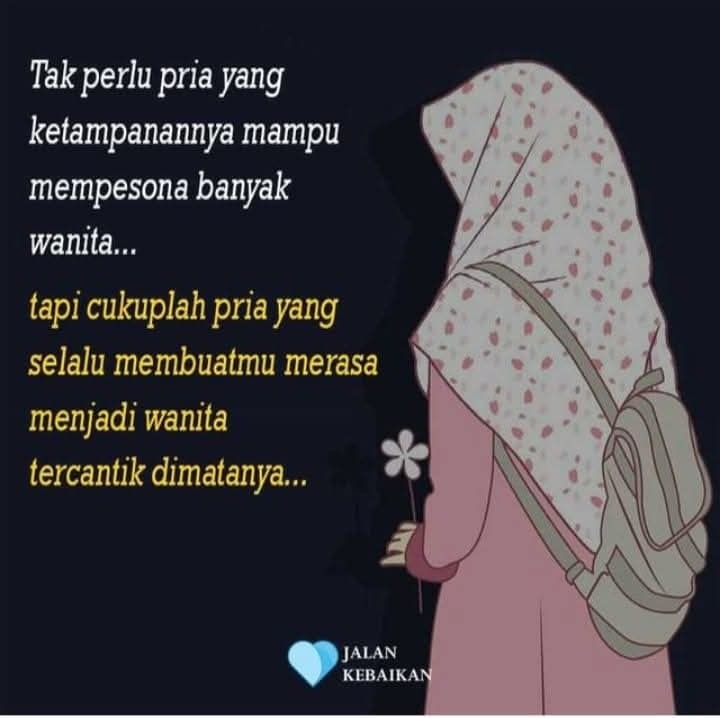 Tak perlu pria yang
ketampanannya mampu
mempesona banyak
wanita...
tapi cukuplah pria yang
selalu membuatmu merasa
menjadi wanita
tercantik dimatanya...
JALAN
KEBAIKAN